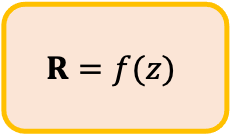 R = f(z)